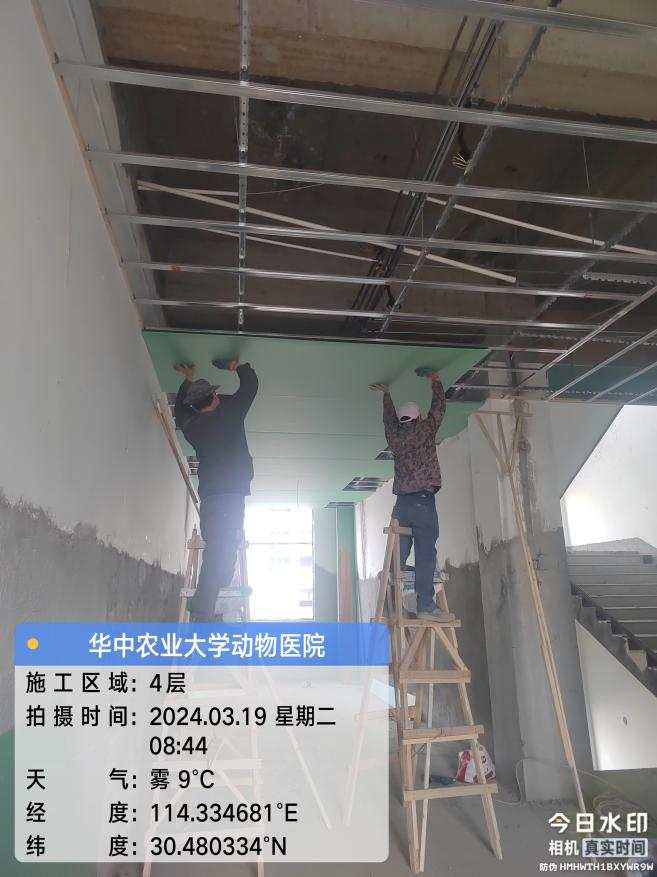 华中农业大学动物医院
施工区域：4层
拍摄时间：2024.03.19 星期二
08:44
天气：雾 9℃
经度：114.334681°E
纬度：30.480334°N
今日水印
相机 真实时间
防伪 HMHWTH1BXYWR9W